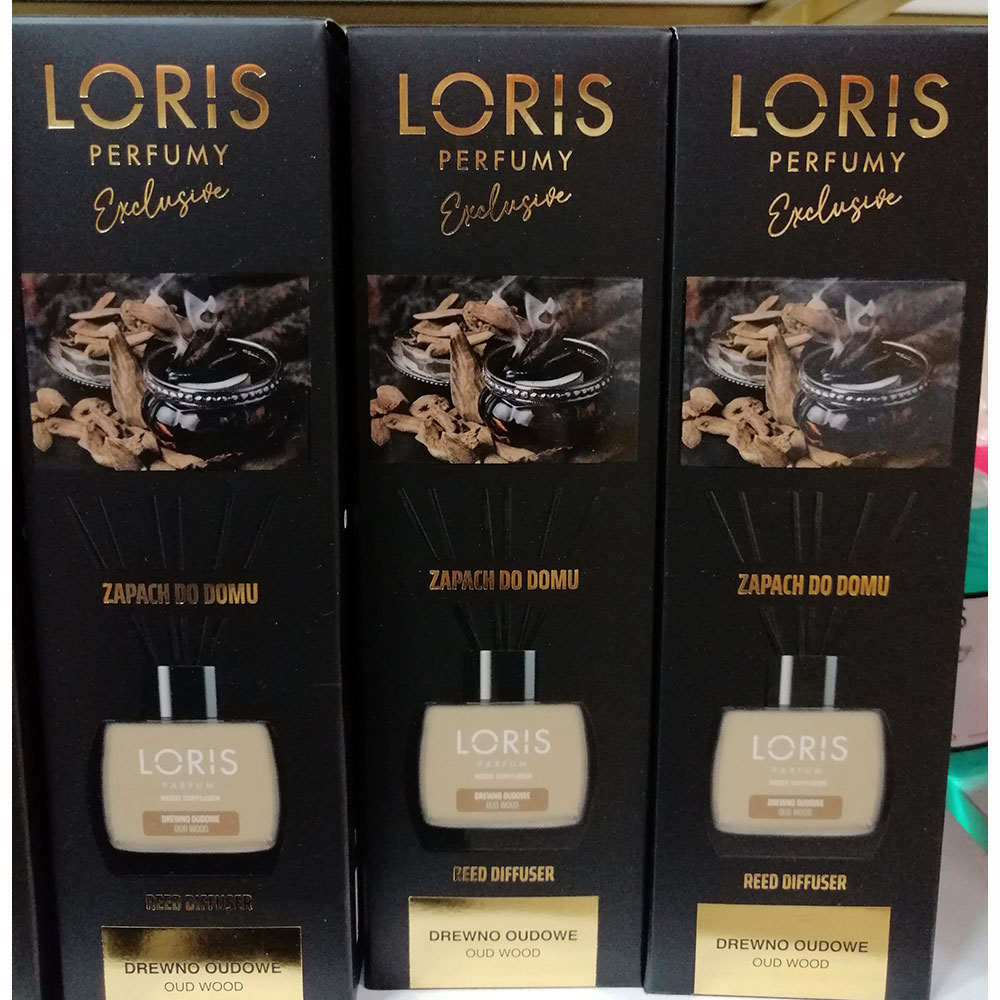 LORIS
PERFUMY
Exclusive
ZAPACH DO DOMU
LORIS
PARFUM
REED DIFFUSER
DREWNO OUDOWE
OUD WOOD
REED DIFFUSER
DREWNO OUDOWE
OUD WOOD
LORIS
PERFUMY
Exclusive
ZAPACH DO DOMU
LORIS
PARFUM
REED DIFFUSER
DREWNO OUDOWE
OUD WOOD
REED DIFFUSER
DREWNO OUDOWE
OUD WOOD
LORIS
PERFUMY
Exclusive
ZAPACH DO DOMU
LORIS
PARFUM
REED DIFFUSER
DREWNO OUDOWE
OUD WOOD
REED DIFFUSER
DREWNO OUDOWE
OUD WOOD